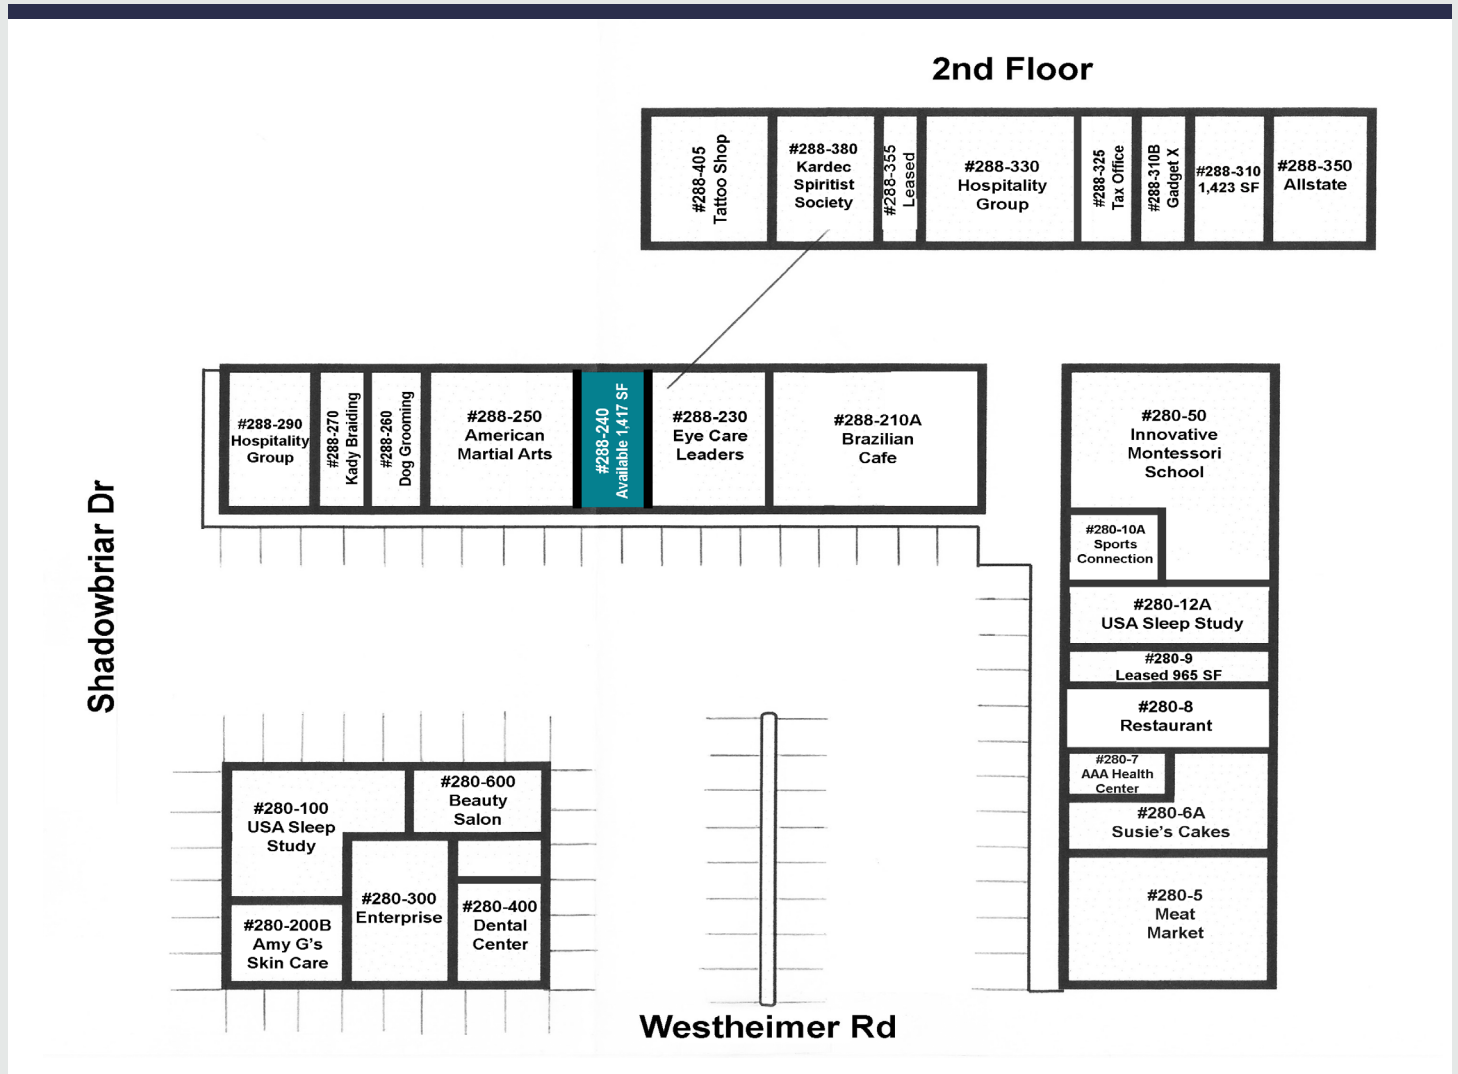 2nd Floor
#288-405
Tattoo Shop
#288-380
Kardec
Spiritist
Society
#288-355
Leased
#288-330
Hospitality
Group
#288-325
Tax Office
#288-310B
Gadget X
#288-310
1,423 SF
#288-350
Allstate
#288-290
Hospitality
Group
#288-270
Kady Braiding
#288-260
Dog Grooming
#288-250
American
Martial Arts
#288-240
Available 1,417 SF
#288-230
Eye Care
Leaders
#288-210A
Brazilian
Cafe
#280-50
Innovative
Montessori
School
#280-10A
Sports
Connection
#280-12A
USA Sleep Study
#280-9
Leased 965 SF
#280-8
Restaurant
#280-7
AAA Health
Center
#280-6A
Susie's Cakes
#280-5
Meat
Market
Shadowbriar Dr
#280-100
USA Sleep
Study
#280-600
Beauty
Salon
#280-300
Enterprise
#280-400
Dental
Center
#280-200B
Amy G's
Skin Care
Westheimer Rd